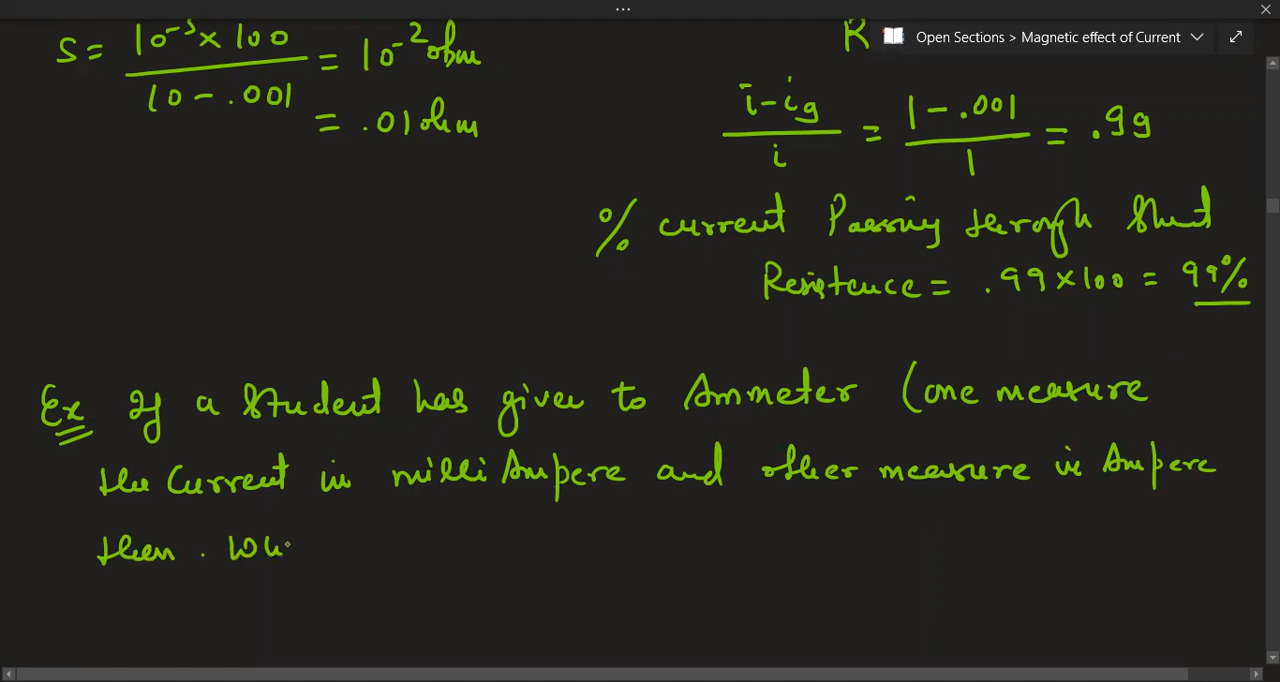 S = 10⁻³ x 100 / 10 - .001 = 10⁻² ohm
= .01 ohm
R
Open Sections > Magnetic effect of Current
i - ig / i = 1 - .001 / 1 = .99
% current Passing through Shunt
Resistence = .99 x 100 = 99%
Ex If a Student has given to Ammeter (one measure
the Current in milli Ampere and other measure in Ampere
then .